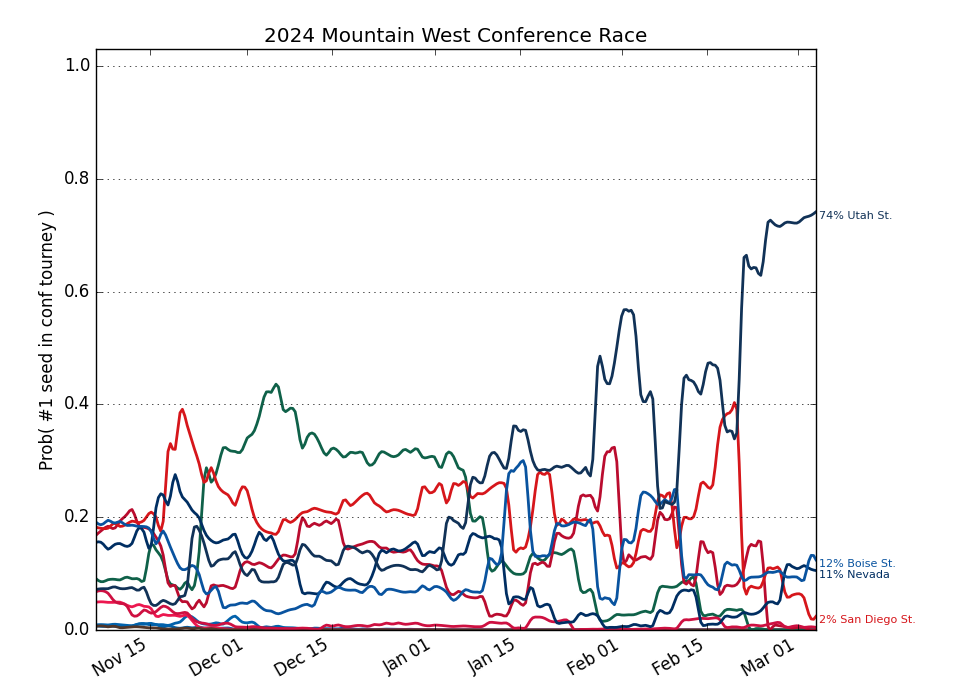 2024 Mountain West Conference Race
Prob( #1 seed in conf tourney )
1.0
0.8
0.6
0.4
0.2
0.0
74% Utah St.
12% Boise St.
11% Nevada
2% San Diego St.
Nov 15
Dec 01
Dec 15
Jan 01
Jan 15
Feb 01
Feb 15
Mar 01